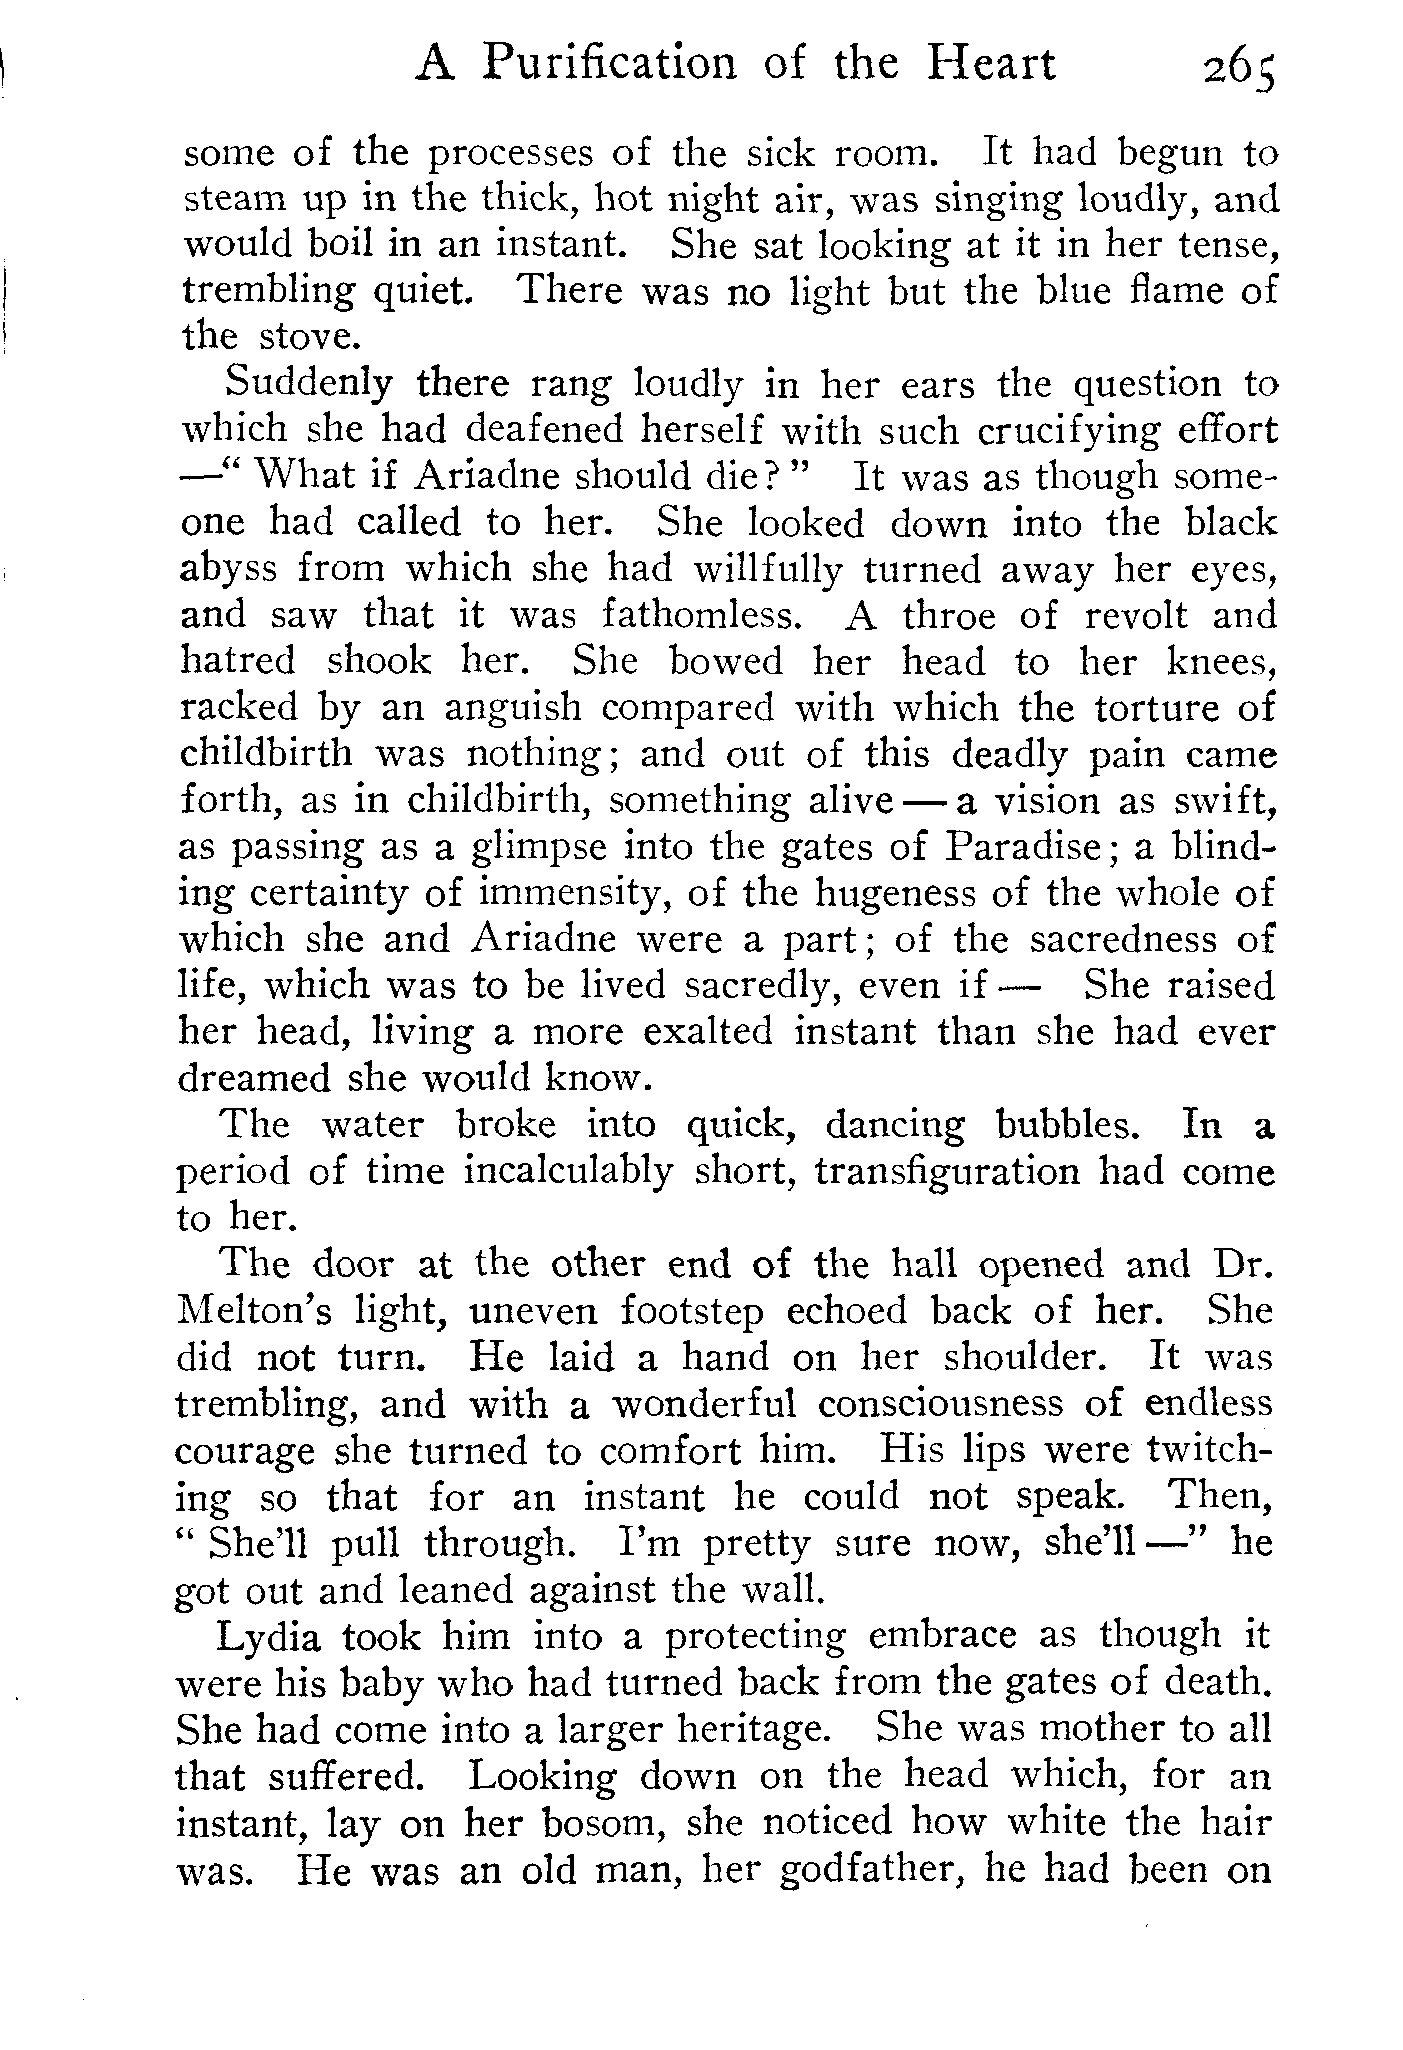 A Purification of the Heart 265
some of the processes of the sick room. It had begun to
steam up in the thick, hot night air, was singing loudly, and
would boil in an instant. She sat looking at it in her tense,
trembling quiet. There was no light but the blue flame of
the stove.
Suddenly there rang loudly in her ears the question to
which she had deafened herself with such crucifying effort
—“ What if Ariadne should die? ” It was as though some-
one had called to her. She looked down into the black
abyss from which she had willfully turned away her eyes,
and saw that it was fathomless. A throe of revolt and
hatred shook her. She bowed her head to her knees,
racked by an anguish compared with which the torture of
childbirth was nothing; and out of this deadly pain came
forth, as in childbirth, something alive — a vision as swift,
as passing as a glimpse into the gates of Paradise; a blind-
ing certainty of immensity, of the hugeness of the whole of
which she and Ariadne were a part; of the sacredness of
life, which was to be lived sacredly, even if — She raised
her head, living a more exalted instant than she had ever
dreamed she would know.
The water broke into quick, dancing bubbles. In a
period of time incalculably short, transfiguration had come
to her.
The door at the other end of the hall opened and Dr.
Melton’s light, uneven footstep echoed back of her. She
did not turn. He laid a hand on her shoulder. It was
trembling, and with a wonderful consciousness of endless
courage she turned to comfort him. His lips were twitch-
ing so that for an instant he could not speak. Then,
“ She’ll pull through. I’m pretty sure now, she’ll —” he
got out and leaned against the wall.
Lydia took him into a protecting embrace as though it
were his baby who had turned back from the gates of death.
She had come into a larger heritage. She was mother to all
that suffered. Looking down on the head which, for an
instant, lay on her bosom, she noticed how white the hair
was. He was an old man, her godfather, he had been on